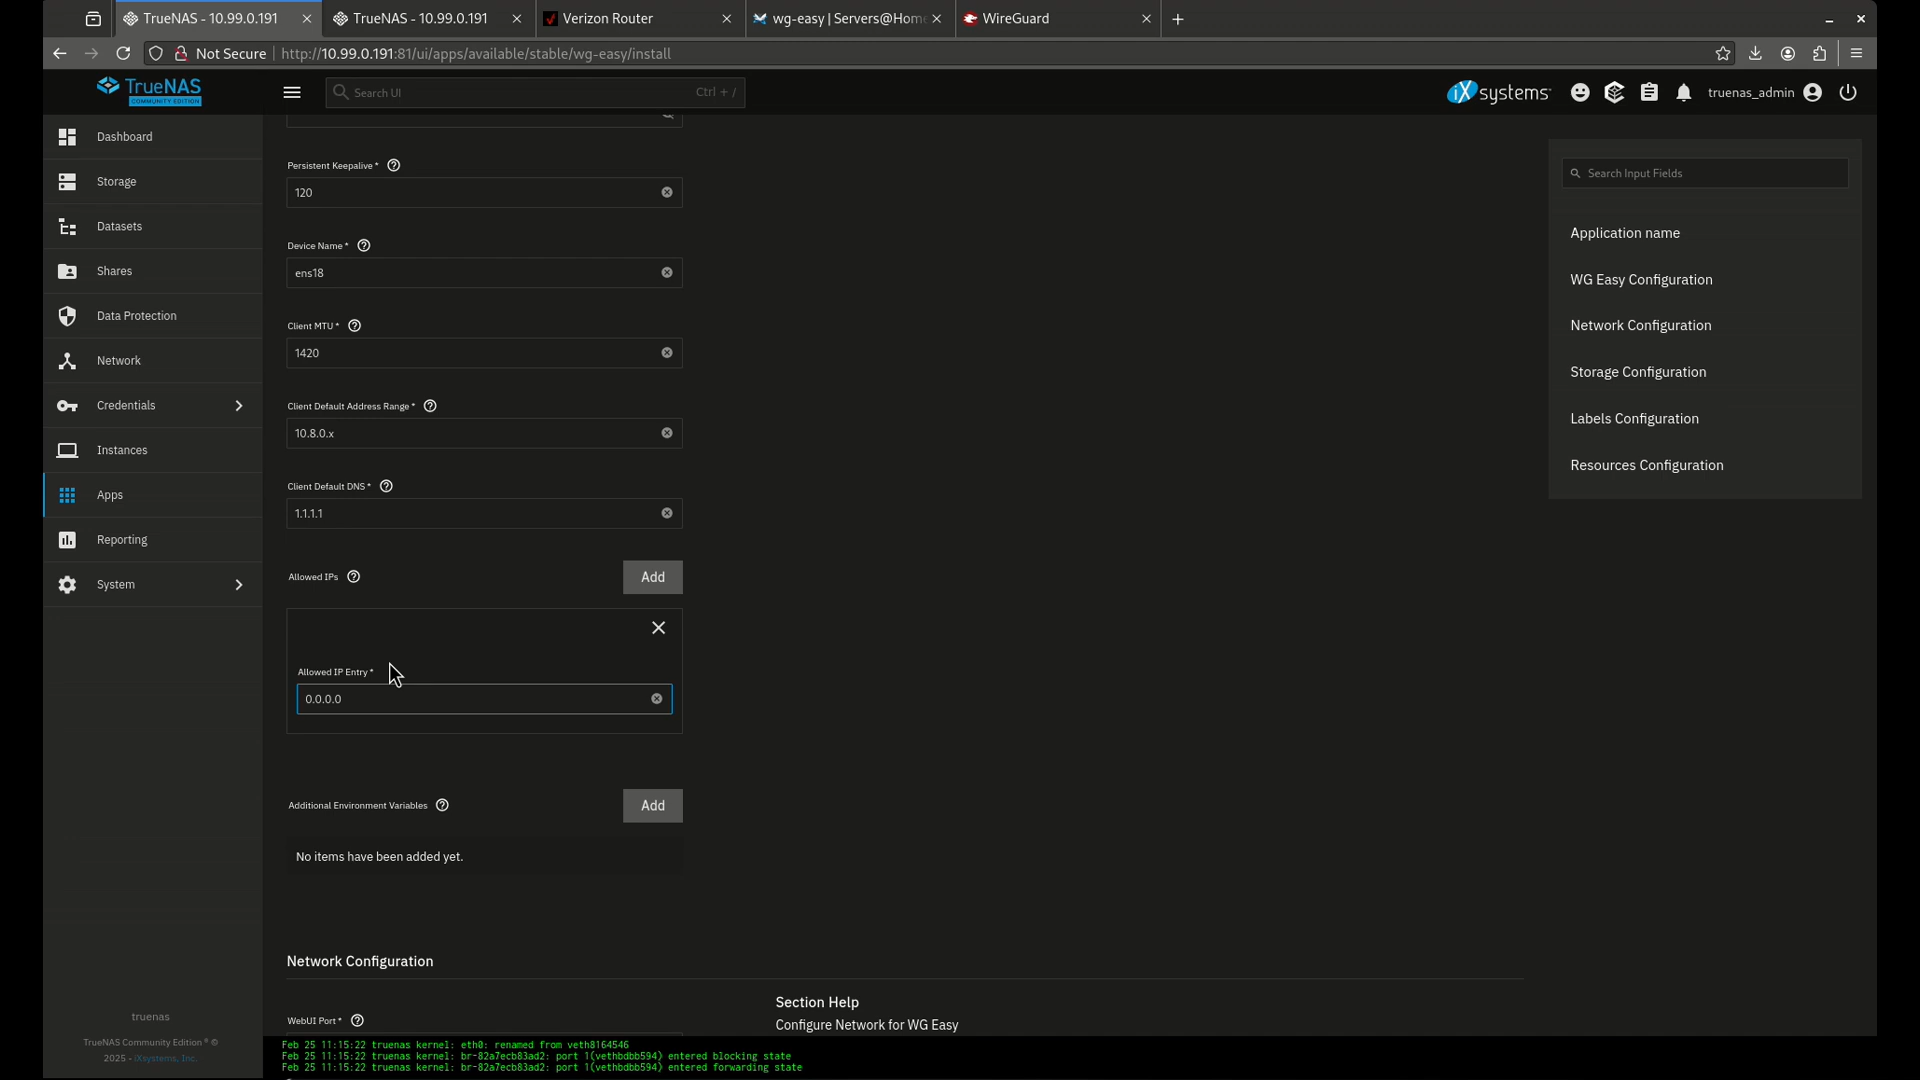 TrueNAS - 10.99.0.191
TrueNAS - 10.99.0.191
Verizon Router
wg-easy | Servers@Hom
WireGuard
Not Secure
http://10.99.0.191:81/ui/apps/available/stable/wg-easy/install
TrueNAS
COMMUNITY EDITION
Search UI
Ctrl + /
iXsystems
truenas_admin
Dashboard
Storage
Datasets
Shares
Data Protection
Network
Credentials
Instances
Apps
Reporting
System
truenas
TrueNAS Community Edition ® ©
2025 - iXsystems, Inc.
Persistent Keepalive *
120
Device Name *
ens18
Client MTU *
1420
Client Default Address Range *
10.8.0.x
Client Default DNS *
1.1.1.1
Allowed IPs
Add
Allowed IP Entry *
0.0.0.0
Additional Environment Variables
Add
No items have been added yet.
Network Configuration
WebUI Port *
Section Help
Configure Network for WG Easy
Search Input Fields
Application name
WG Easy Configuration
Network Configuration
Storage Configuration
Labels Configuration
Resources Configuration
Feb 25 11:15:22 truenas kernel: eth0: renamed from veth8164546
Feb 25 11:15:22 truenas kernel: br-82a7ecb83ad2: port 1(vethbdbb594) entered blocking state
Feb 25 11:15:22 truenas kernel: br-82a7ecb83ad2: port 1(vethbdbb594) entered forwarding state